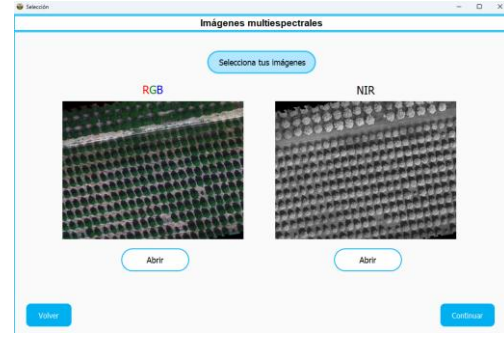 Selección
Imágenes multiespectrales
Selecciona tus imágenes
RGB
NIR
Abrir
Abrir
Volver
Continuar